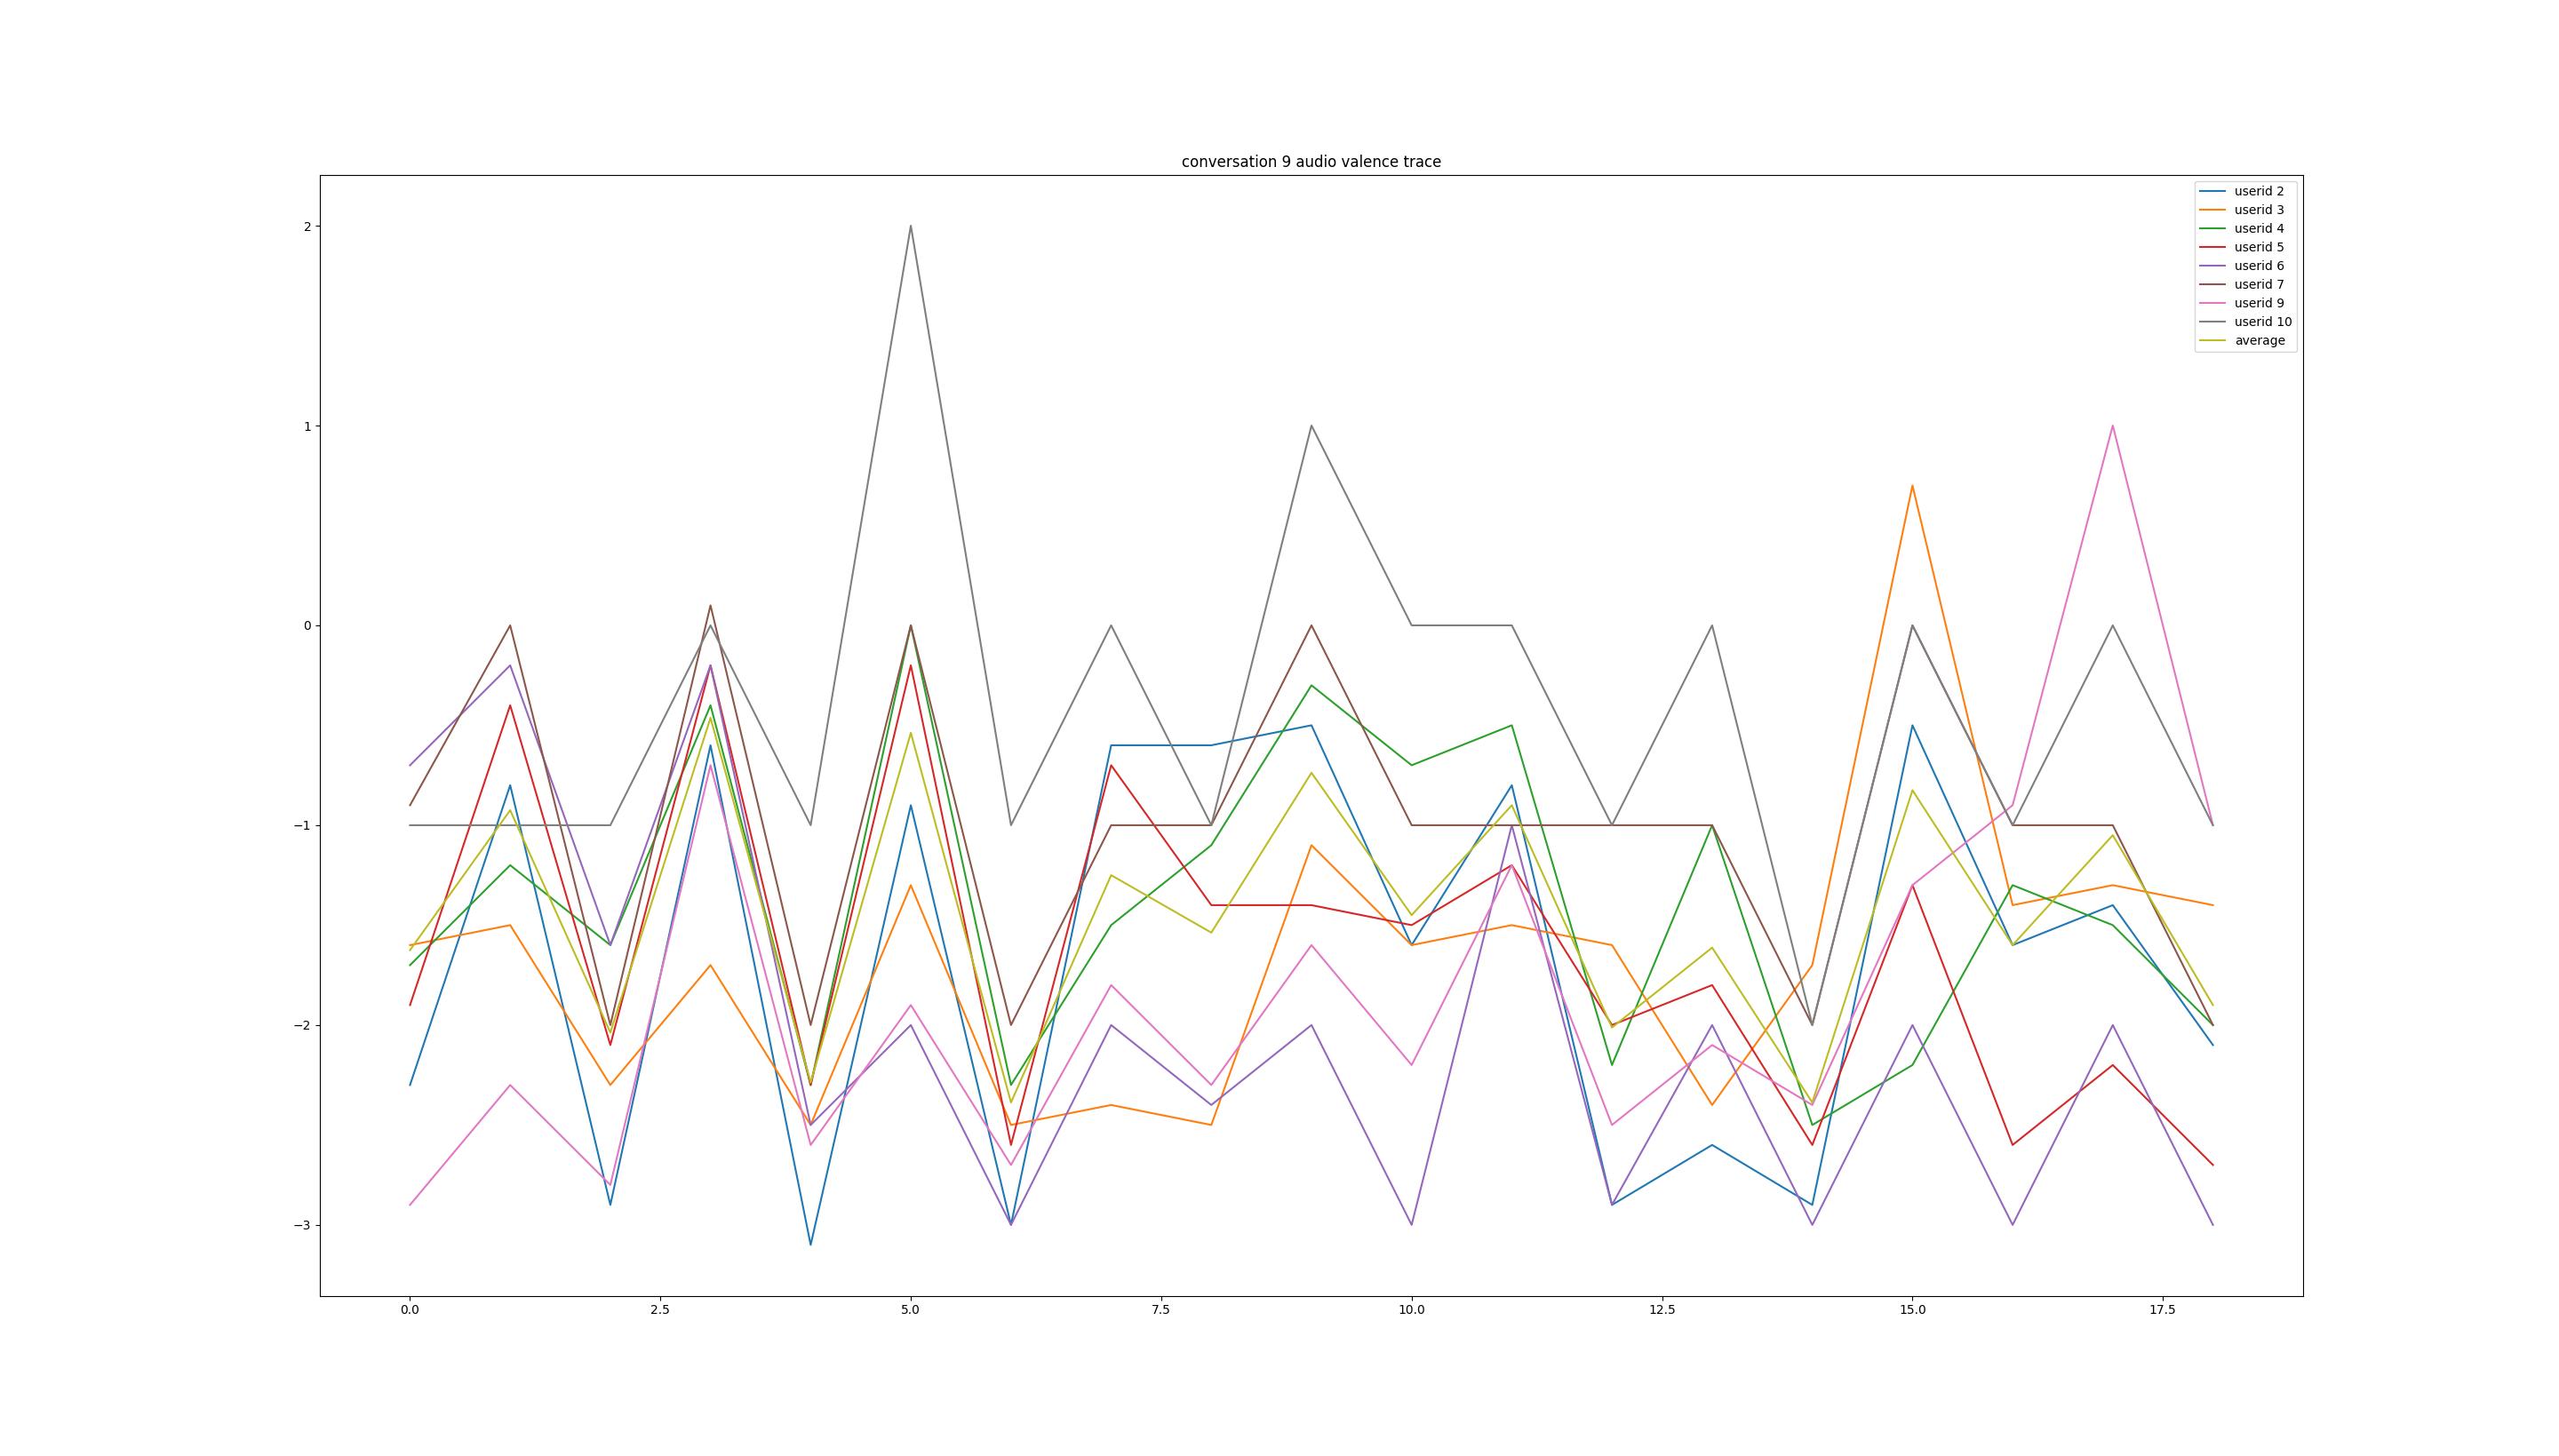 conversation 9 audio valence trace
userid 2
userid 3
userid 4
userid 5
userid 6
userid 7
userid 9
userid 10
average
2
1
0
−1
−2
−3
0.0 2.5 5.0 7.5 10.0 12.5 15.0 17.5